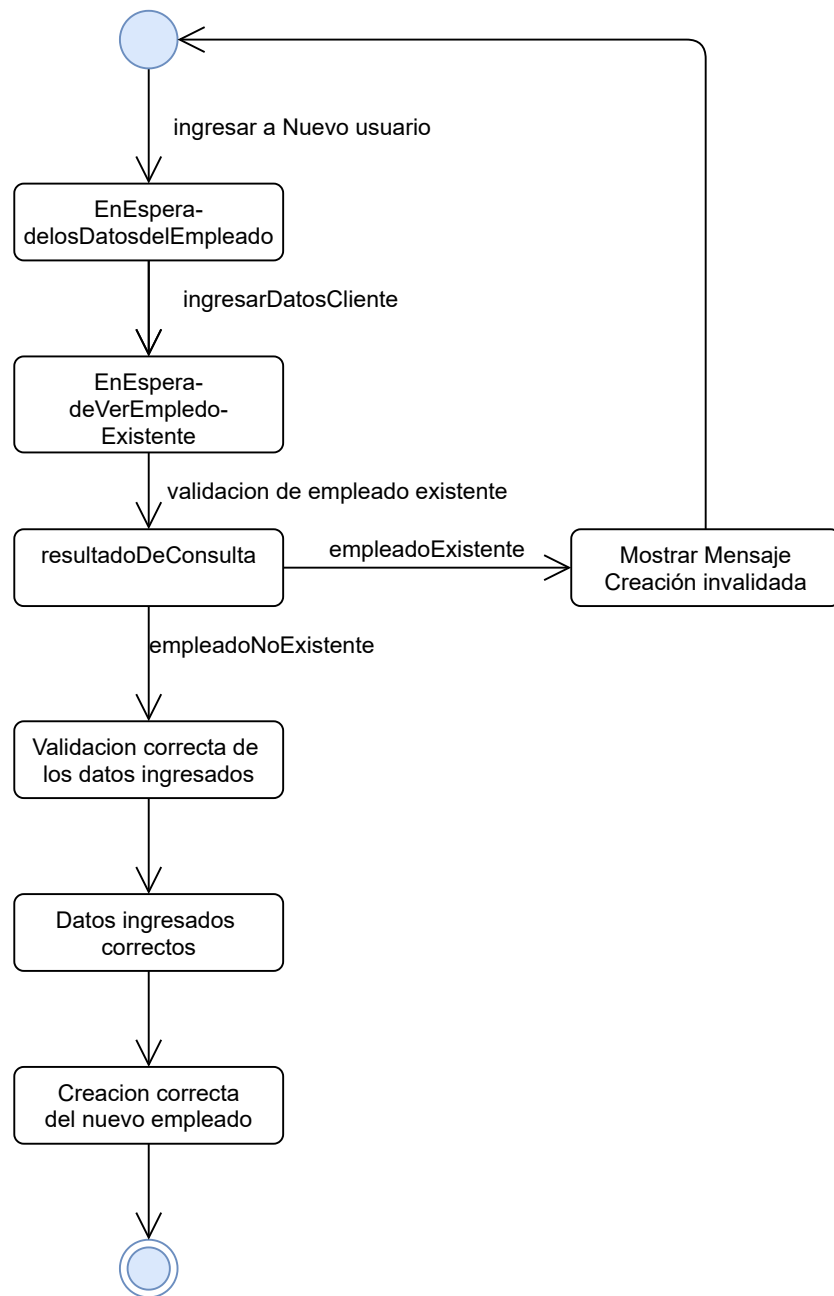 ingresar a Nuevo usuario
EnEspera-
delosDatosdelEmpleado
ingresarDatosCliente
EnEspera-
deVerEmpledo-
Existente
validacion de empleado existente
resultadoDeConsulta
empleadoExistente
Mostrar Mensaje
Creación invalidada
empleadoNoExistente
Validacion correcta de
los datos ingresados
Datos ingresados
correctos
Creacion correcta
del nuevo empleado